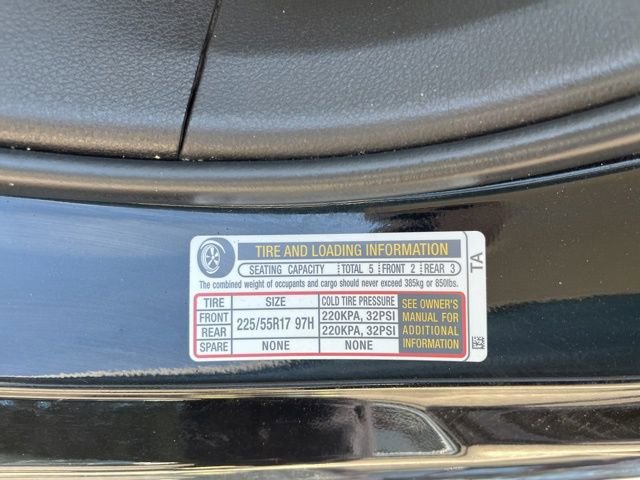 TIRE AND LOADING INFORMATION
SEATING CAPACITY TOTAL 5 FRONT 2 REAR 3
The combined weight of occupants and cargo should never exceed 385kg or 850lbs.
TIRE SIZE COLD TIRE PRESSURE
FRONT 225/55R17 97H 220KPA, 32PSI
REAR 220KPA, 32PSI
SPARE NONE NONE
SEE OWNER'S
MANUAL FOR
ADDITIONAL
INFORMATION
TA